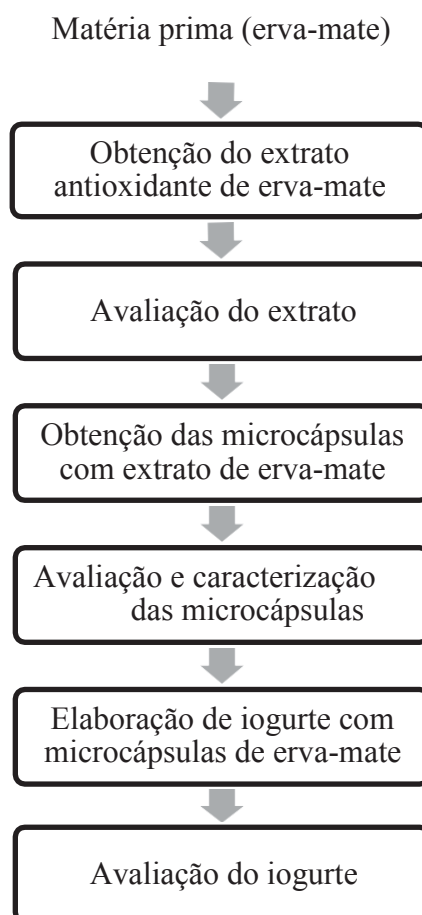 Matéria prima (erva-mate)
Obtenção do extrato
antioxidante de erva-mate
Avaliação do extrato
Obtenção das microcápsulas
com extrato de erva-mate
Avaliação e caracterização
das microcápsulas
Elaboração de iogurte com
microcápsulas de erva-mate
Avaliação do iogurte